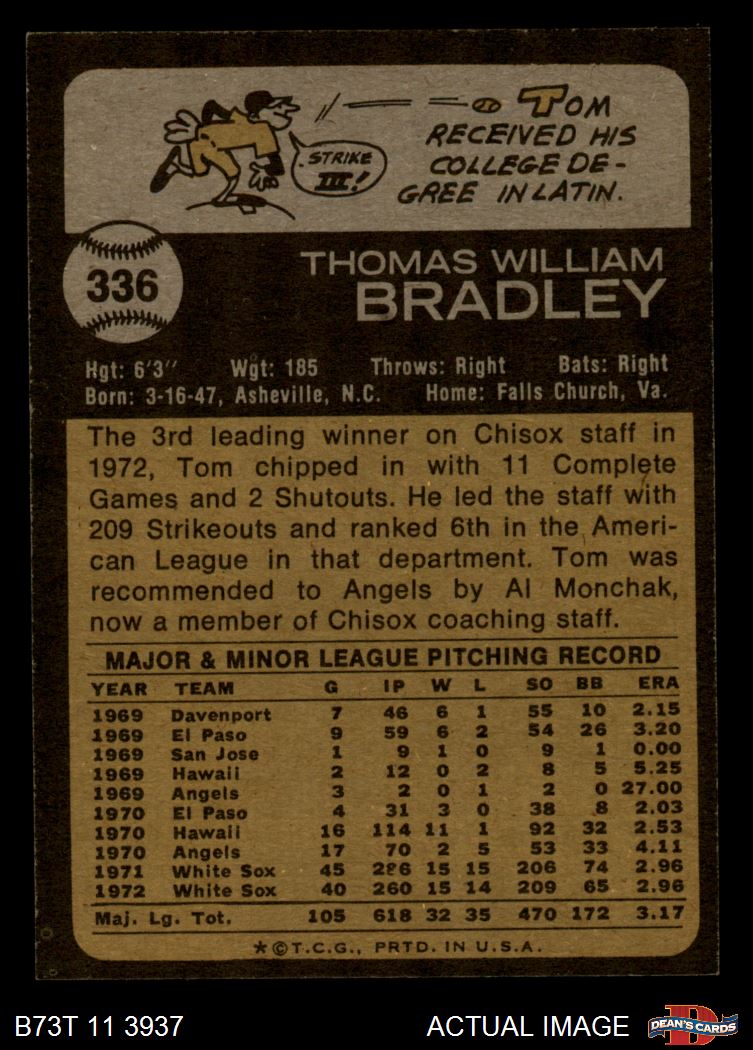 TOM
RECEIVED HIS
COLLEGE DE-
GREE IN LATIN.
STRIKE
III!
336
THOMAS WILLIAM
BRADLEY
Hgt: 6'3" Wgt: 185 Throws: Right Bats: Right
Born: 3-16-47, Asheville, N.C. Home: Falls Church, Va.
The 3rd leading winner on Chisox staff in
1972, Tom chipped in with 11 Complete
Games and 2 Shutouts. He led the staff with
209 Strikeouts and ranked 6th in the Ameri-
can League in that department. Tom was
recommended to Angels by Al Monchak,
now a member of Chisox coaching staff.
MAJOR & MINOR LEAGUE PITCHING RECORD
YEAR TEAM G IP W L SO BB ERA
1969 Davenport 7 46 6 1 55 10 2.15
1969 El Paso 9 59 6 2 54 26 3.20
1969 San Jose 1 9 1 0 9 1 0.00
1969 Hawaii 2 12 0 2 8 5 5.25
1969 Angels 3 2 0 1 2 0 27.00
1970 El Paso 4 31 3 0 38 8 2.03
1970 Hawaii 16 114 11 1 92 32 2.53
1970 Angels 17 70 2 5 53 33 4.11
1971 White Sox 45 286 15 15 206 74 2.96
1972 White Sox 40 260 15 14 209 65 2.96
Maj. Lg. Tot. 105 618 32 35 470 172 3.17
*©T.C.G., PRTD. IN U.S.A.
B73T 11 3937 ACTUAL IMAGE
D
DEAN'S CARDS